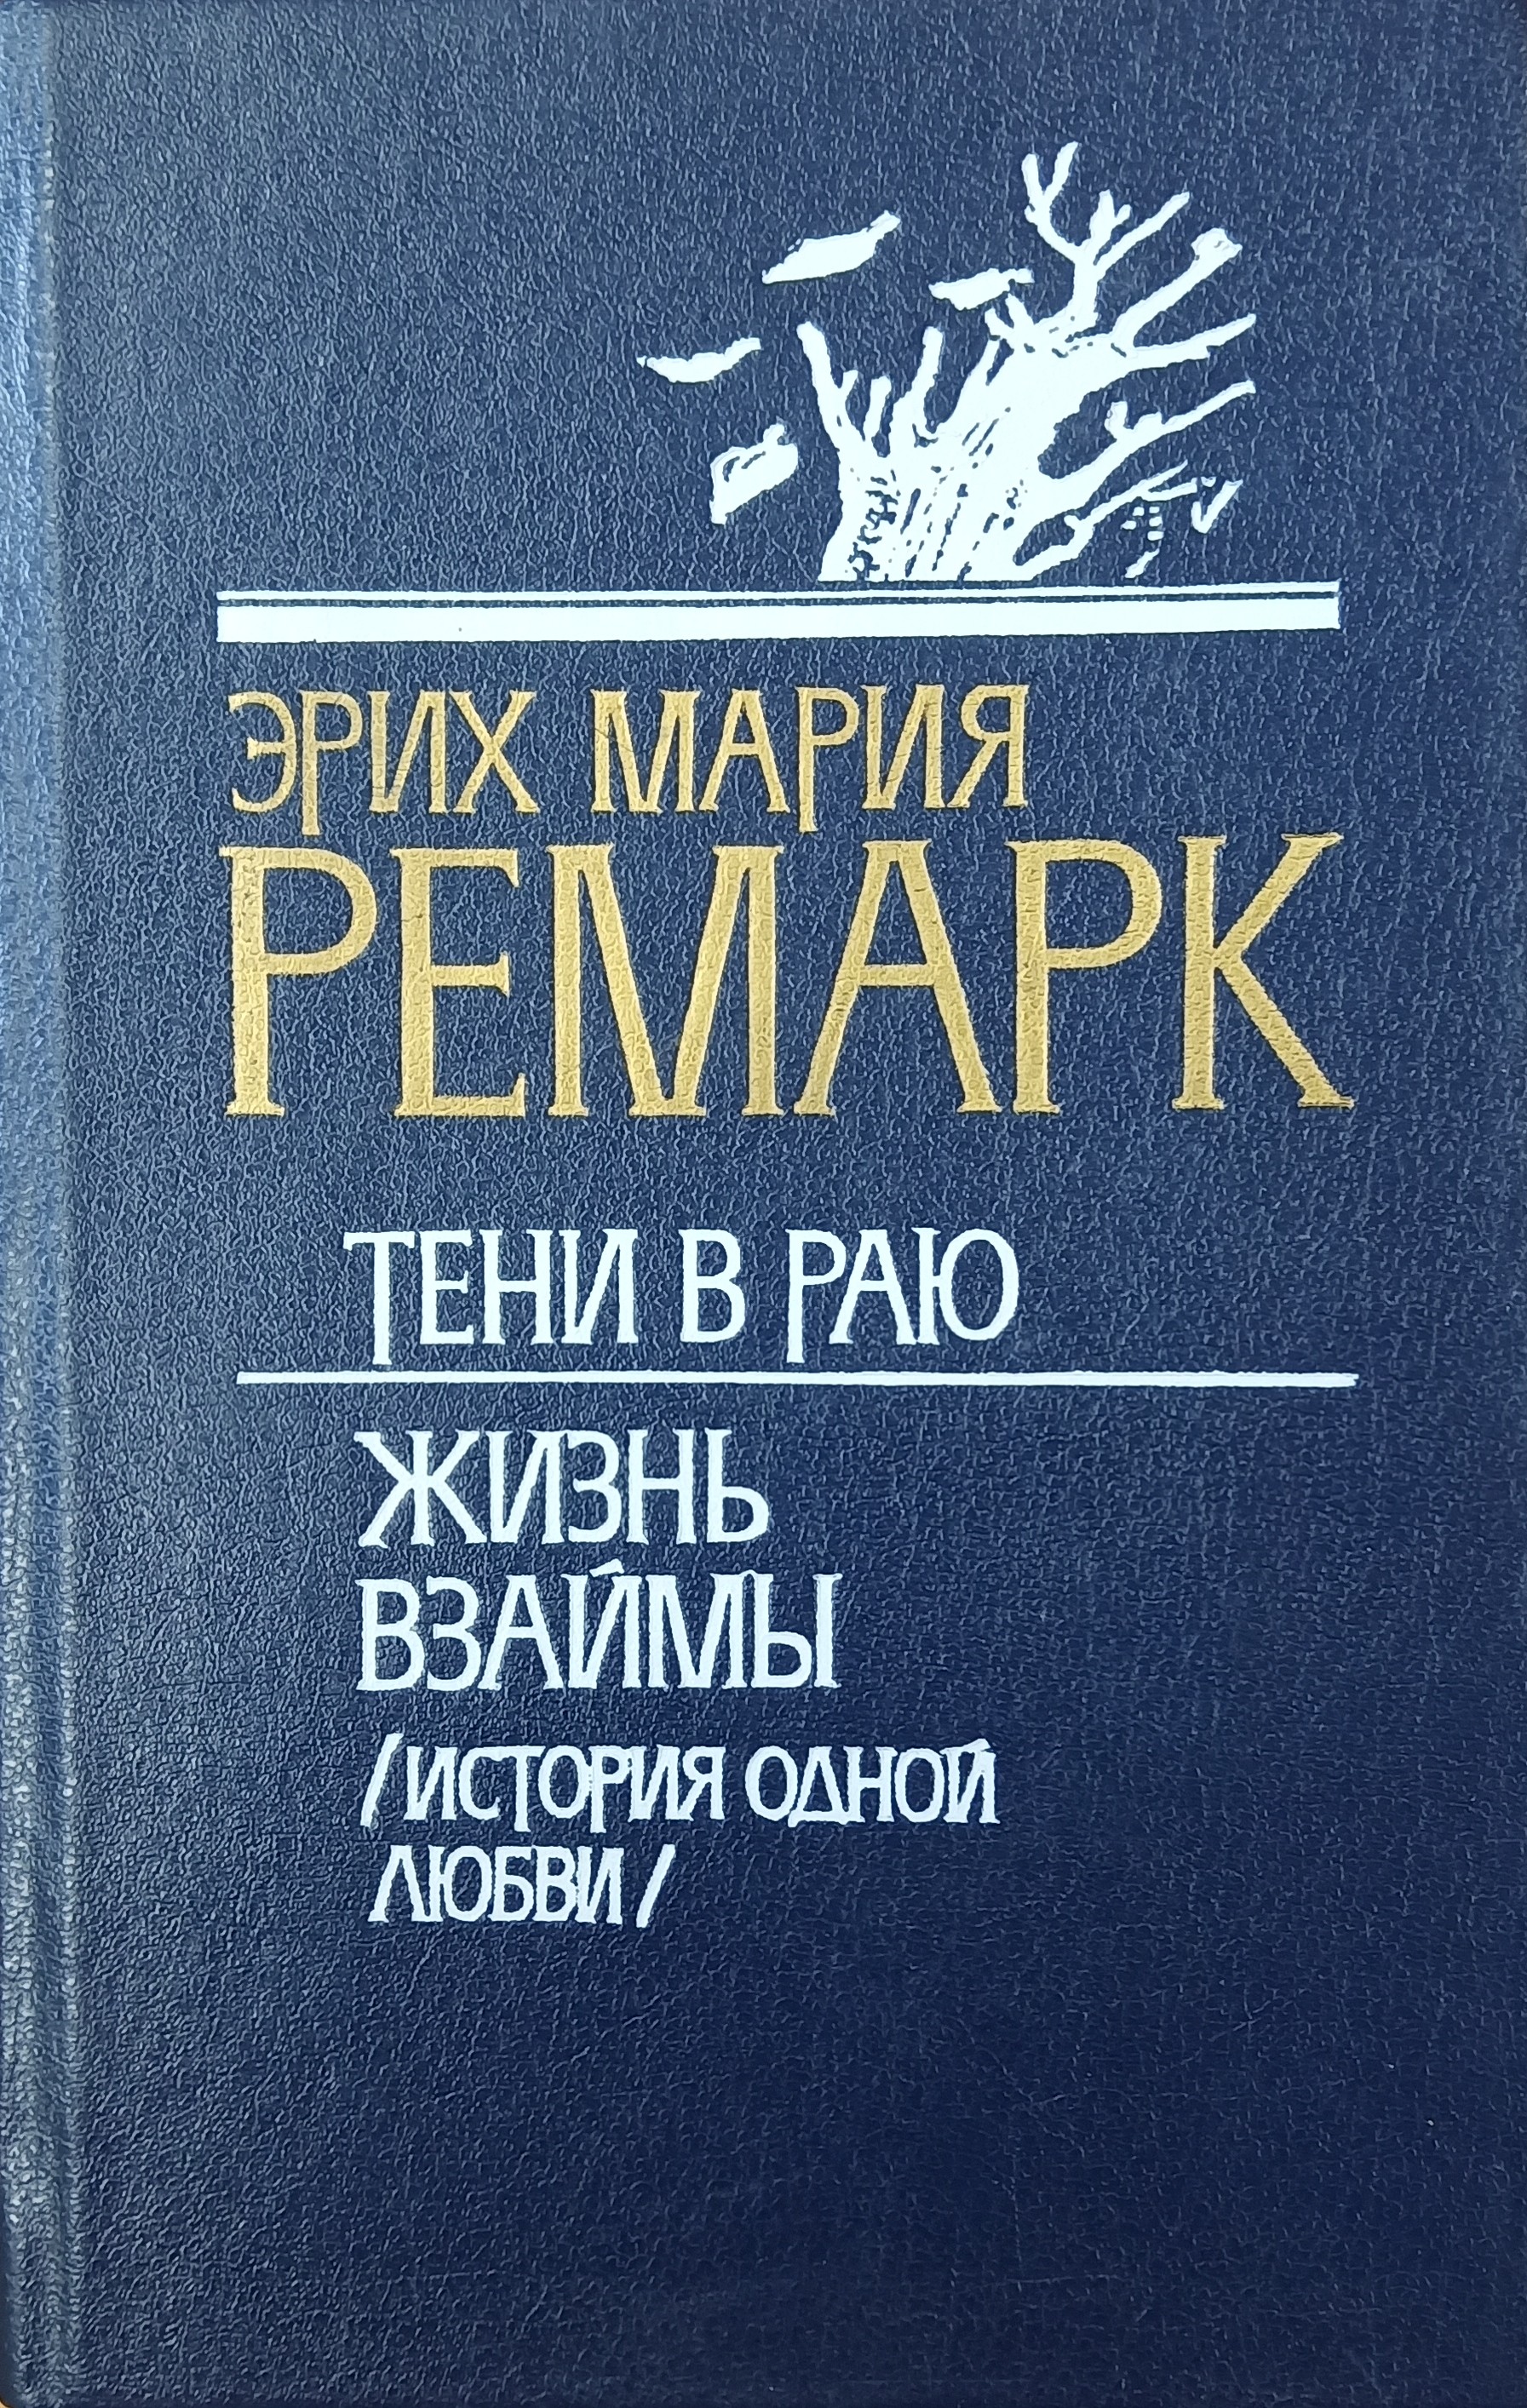 ЭРИХ МАРИЯ
РЕМАРК
ТЕНИ В РАЮ
ЖИЗНЬ
ВЗАЙМЫ
/ИСТОРИЯ ОДНОЙ
ЛЮБВИ/